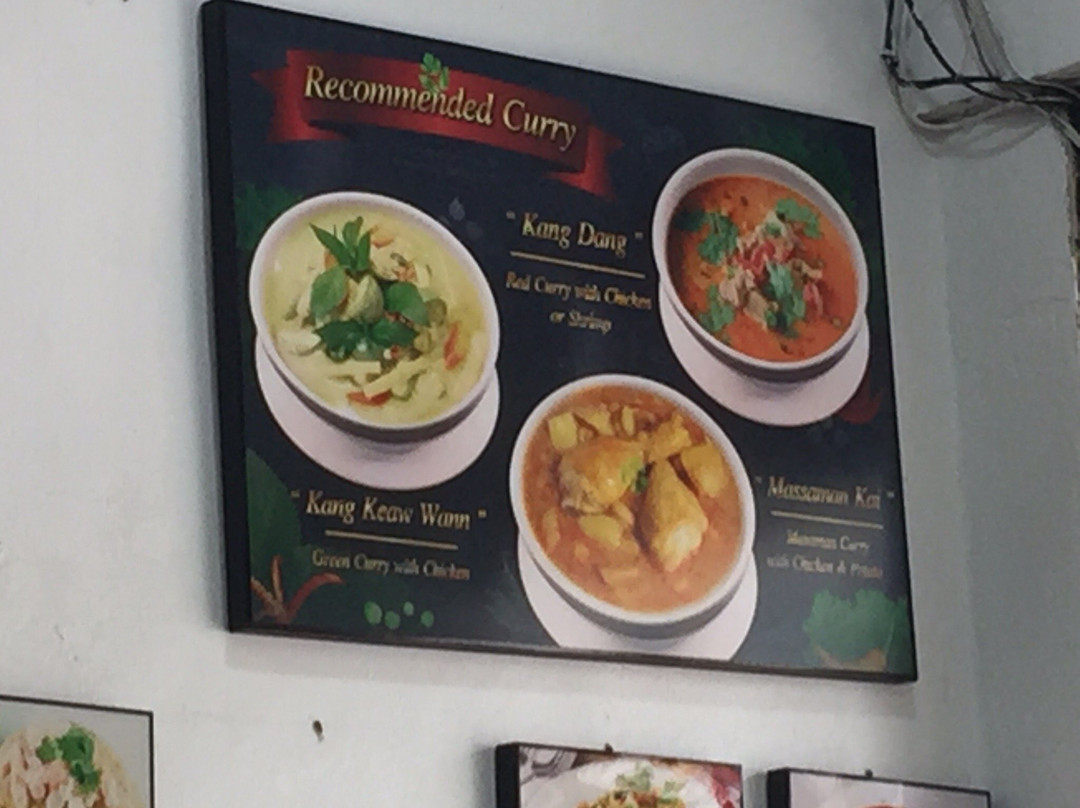 Recommended Curry
" Kang Dang "
Red Curry with Chicken
or Shrimp
" Kang Keaw Wann "
Green Curry with Chicken
" Massaman Kai "
Massaman Curry
with Chicken & Potato